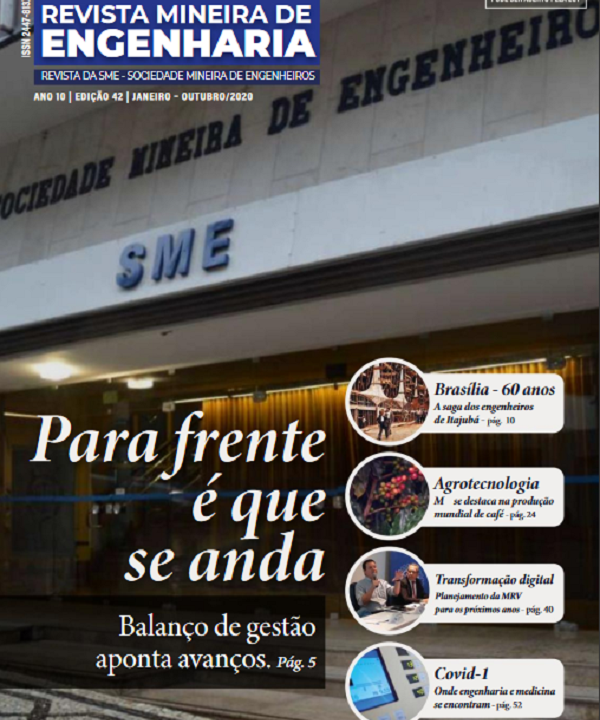 REVISTA MINEIRA DE
ENGENHARIA
REVISTA DA SME - SOCIEDADE MINEIRA DE ENGENHEIROS
ANO 10 | EDIÇÃO 42 | JANEIRO - OUTUBRO/2020
ISSN 2447-813
SOCIEDADE MINEIRA DE ENGENHEIRO
SME
Para frente
é que
se anda
Balanço de gestão
aponta avanços. Pág. 5
Brasília - 60 anos
A saga dos engenheiros
de Itajubá - pág. 10
Agrotecnologia
M se destaca na produção
mundial de café - pág. 24
Transformação digital
Planejamento da MRV
para os próximos anos - pág. 40
Covid-1
Onde engenharia e medicina
se encontram - pág. 52